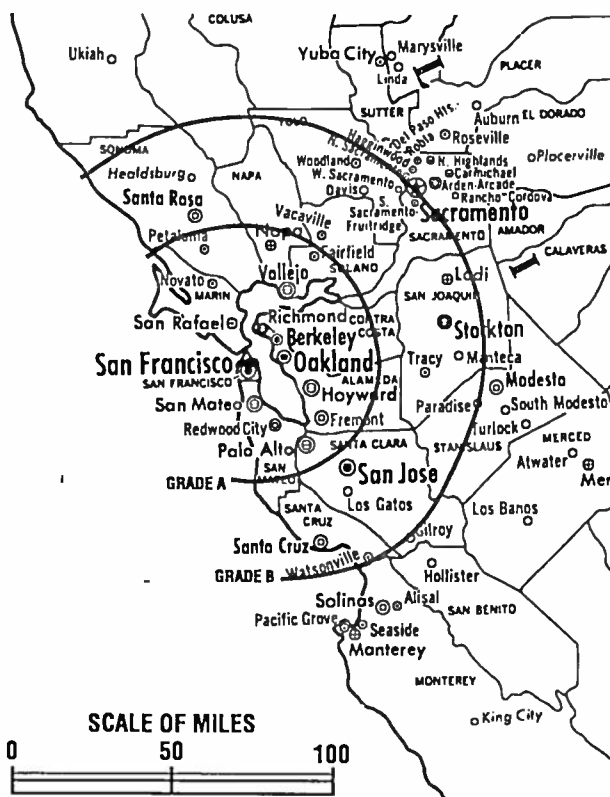 COLUSA
Ukiah
Yuba City
Marysville
Linda
PLACER
SUTTER
Auburn
EL DORADO
YOLO
Del Paso Hts.
Robla
Hagginwood
N. Sacramento
Roseville
SONOMA
Woodland
N. Highlands
Placerville
Healdsburg
NAPA
W. Sacramento
Carmichael
Davis
Arden-Arcade
Rancho-Cordova
Santa Rosa
S. Sacramento-
Fruitridge
Sacramento
Vacaville
Napa
SACRAMENTO
AMADOR
Petaluma
Fairfield
SOLANO
CALAVERAS
Vallejo
Lodi
Novato
MARIN
SAN JOAQUIN
San Rafael
Richmond
CONTRA
COSTA
Berkeley
Stockton
San Francisco
Oakland
Manteca
SAN FRANCISCO
ALAMEDA
Tracy
Hayward
Modesto
San Mateo
Paradise
South Modesto
Redwood City
Fremont
Turlock
Palo Alto
SANTA CLARA
STANISLAUS
MERCED
SAN
MATEO
San Jose
Atwater
Mer
GRADE A
Los Gatos
Los Banos
SANTA
CRUZ
Gilroy
Santa Cruz
Watsonville
GRADE B
Hollister
Solinas
Alisal
SAN BENITO
Pacific Grove
Seaside
Monterey
MONTEREY
King City
SCALE OF MILES
0 50 100